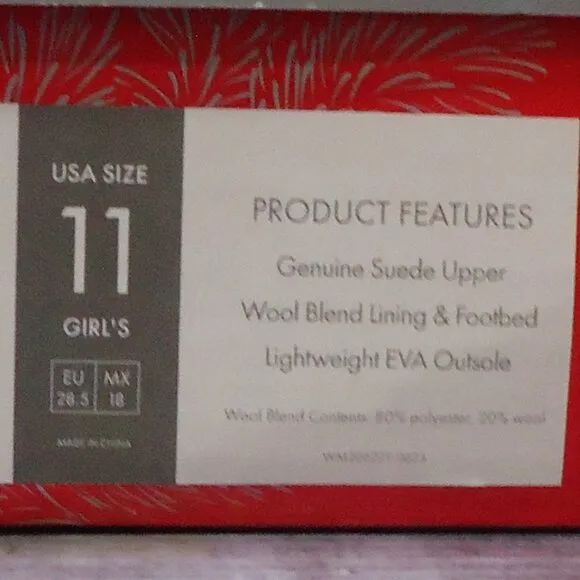 USA SIZE
11
GIRL'S
EU MX
28.5 18
MADE IN CHINA
PRODUCT FEATURES
Genuine Suede Upper
Wool Blend Lining & Footbed
Lightweight EVA Outsole
Wool Blend Contents: 80% polyester, 20% wool